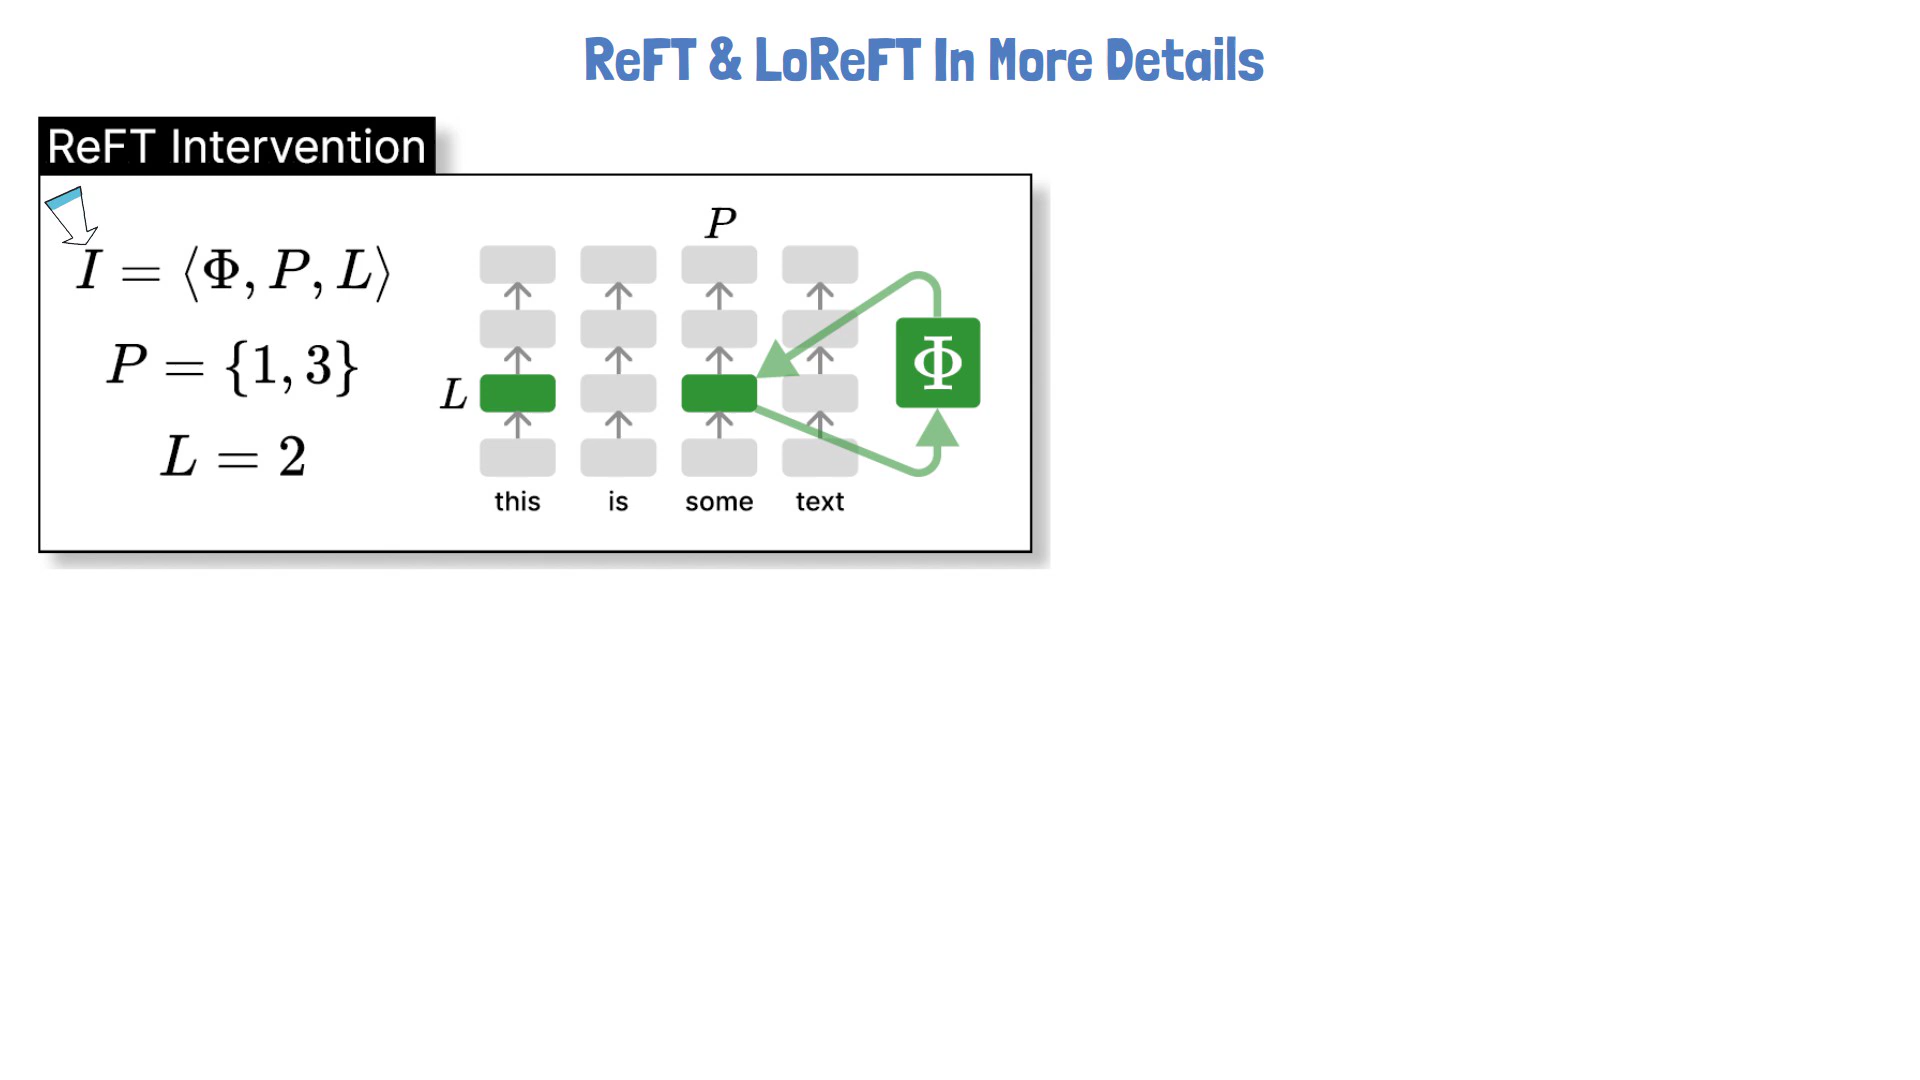 ReFT & LoReFT In More Details
ReFT Intervention
I = ⟨Φ, P, L⟩
P = {1, 3}
L = 2
P
L
Φ
this is some text